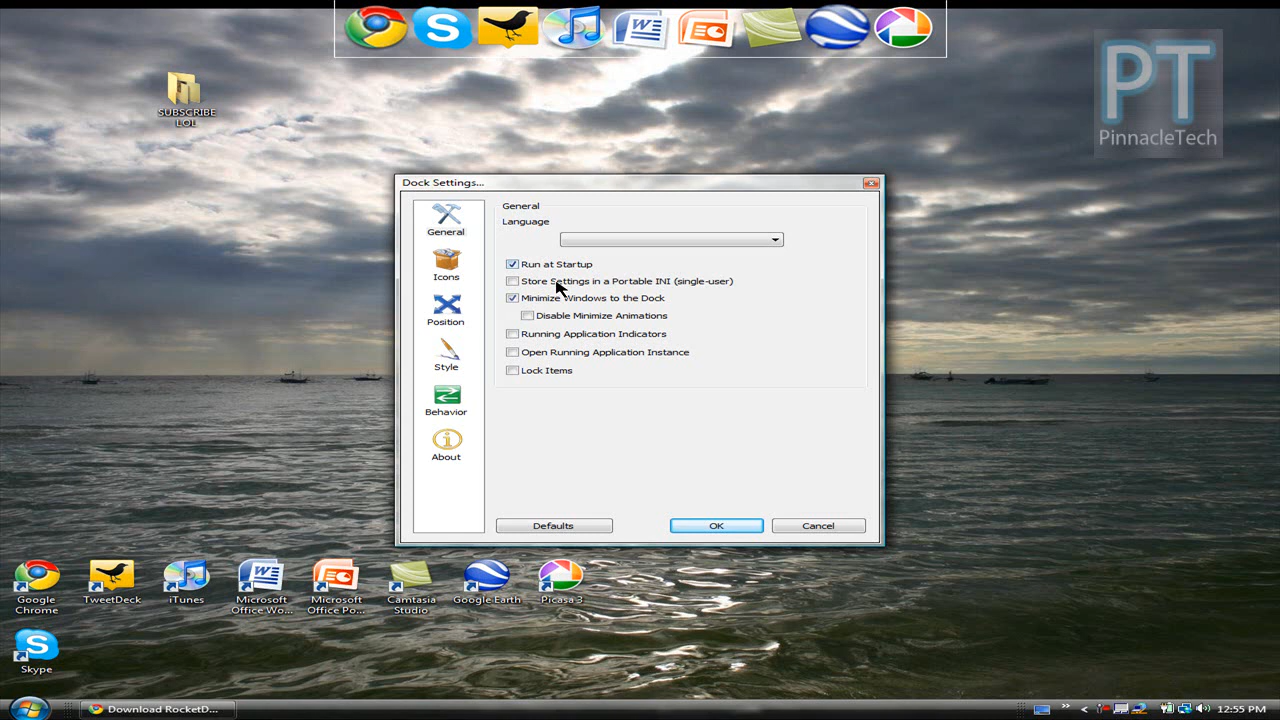 SUBSCRIBE
LOL
PT
PinnacleTech
Dock Settings...
General
Icons
Position
Style
Behavior
About
General
Language
Run at Startup
Store Settings in a Portable INI (single-user)
Minimize Windows to the Dock
Disable Minimize Animations
Running Application Indicators
Open Running Application Instance
Lock Items
Defaults
OK
Cancel
Google
Chrome
TweetDeck
iTunes
Microsoft
Office Wo...
Microsoft
Office Po...
Camtasia
Studio
Google Earth
Picasa 3
Skype
Download RocketD...
12:55 PM